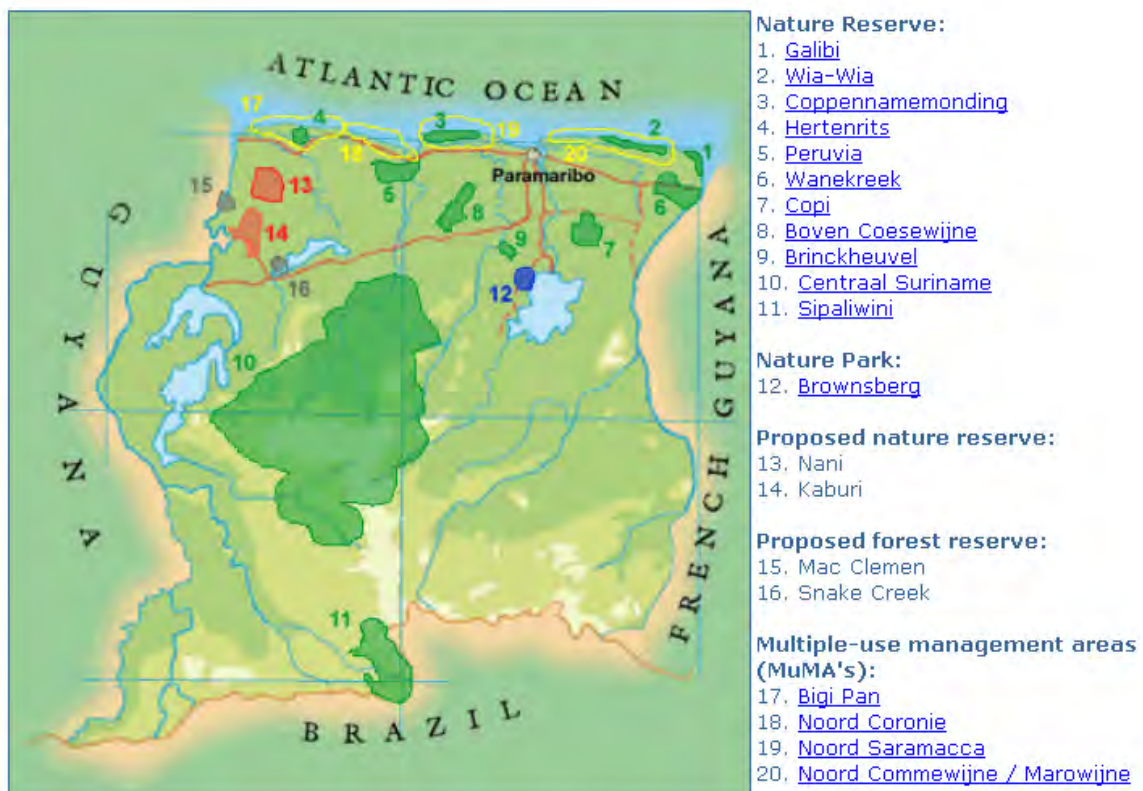 ATLANTIC OCEAN
17
4
3
19
2
18
20
1
Paramaribo
15
13
5
6
8
14
7
9
16
12
10
11
GUYANA
FRENCH GUYANA
BRAZIL
Nature Reserve:
1. Galibi
2. Wia-Wia
3. Coppennamemonding
4. Hertenrits
5. Peruvia
6. Wanekreek
7. Copi
8. Boven Coesewijne
9. Brinckheuvel
10. Centraal Suriname
11. Sipaliwini
Nature Park:
12. Brownsberg
Proposed nature reserve:
13. Nani
14. Kaburi
Proposed forest reserve:
15. Mac Clemen
16. Snake Creek
Multiple-use management areas
(MuMA's):
17. Bigi Pan
18. Noord Coronie
19. Noord Saramacca
20. Noord Commewijne / Marowijne